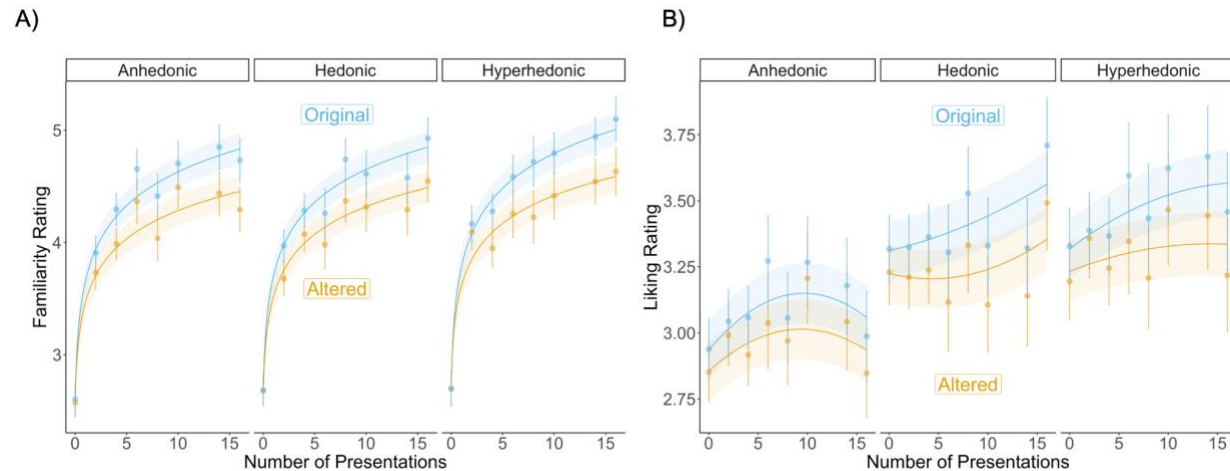 A)
Anhedonic Hedonic Hyperhedonic
Original
Altered
Familiarity Rating
5
4
3
0 5 10 15 0 5 10 15 0 5 10 15
Number of Presentations
B)
Anhedonic Hedonic Hyperhedonic
Original
Altered
Liking Rating
3.75
3.50
3.25
3.00
2.75
0 5 10 15 0 5 10 15 0 5 10 15
Number of Presentations